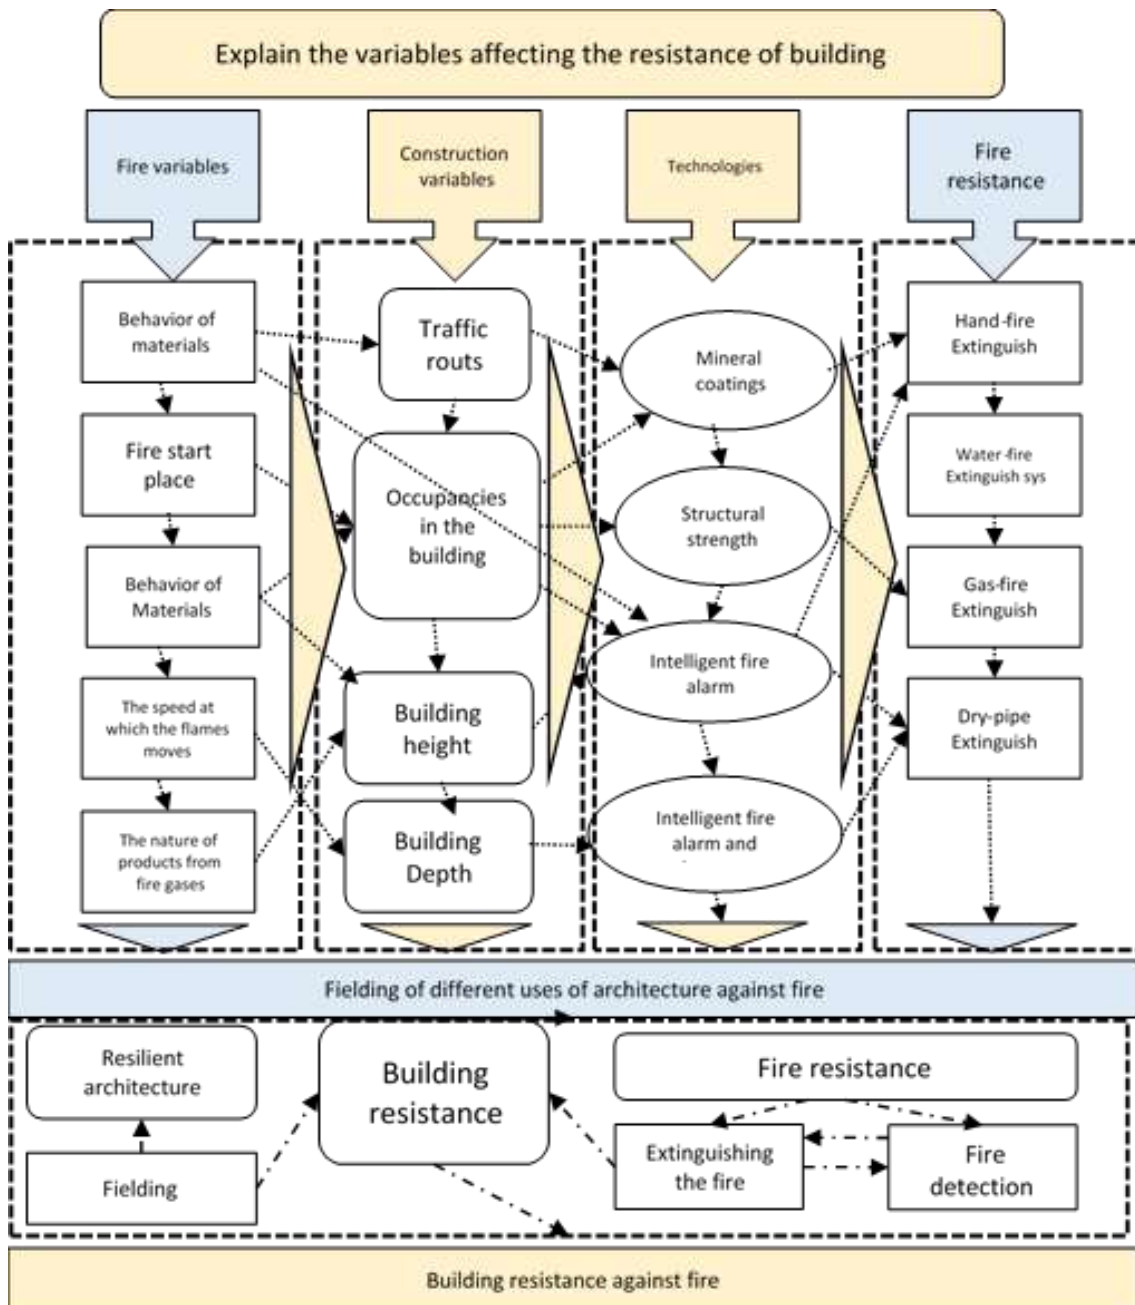 Explain the variables affecting the resistance of building
Fire variables
Construction
variables
Technologies
Fire
resistance
Behavior of
materials
Fire start
place
Behavior of
Materials
The speed at
which the flames
moves
The nature of
products from
fire gases
Traffic
routs
Occupancies
in the
building
Building
height
Building
Depth
Mineral
coatings
Structural
strength
Intelligent fire
alarm
Intelligent fire
alarm and
Hand-fire
Extinguish
Water-fire
Extinguish sys
Gas-fire
Extinguish
Dry-pipe
Extinguish
Fielding of different uses of architecture against fire
Resilient
architecture
Fielding
Building
resistance
Fire resistance
Extinguishing
the fire
Fire
detection
Building resistance against fire